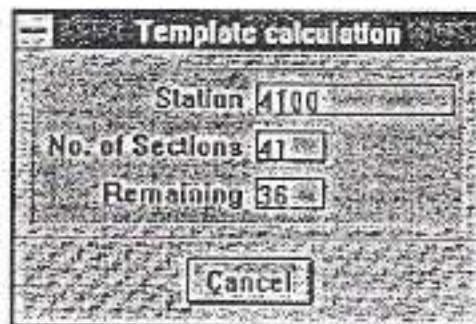 Template calculation
Station 4100
No. of Sections 41
Remaining 36
Cancel